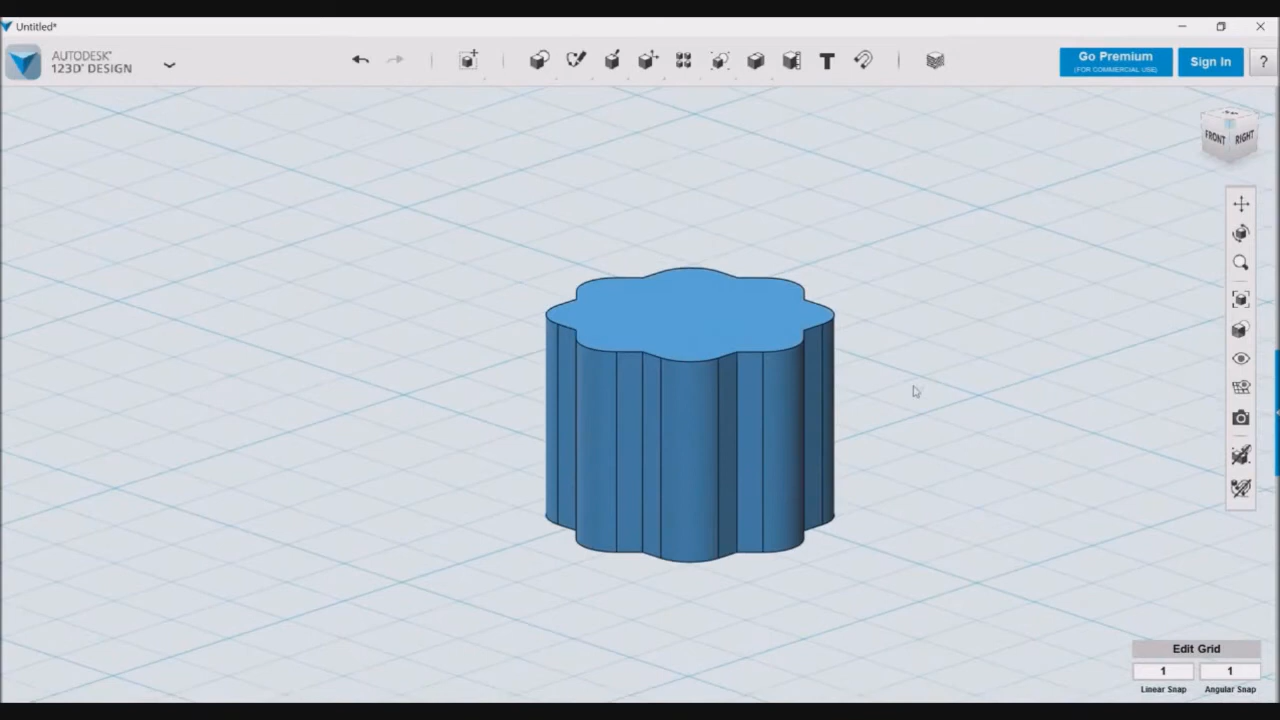 Untitled*
AUTODESK®
123D® DESIGN
Go Premium
(FOR COMMERCIAL USE)
Sign In
?
FRONT
RIGHT
Edit Grid
1
1
Linear Snap
Angular Snap